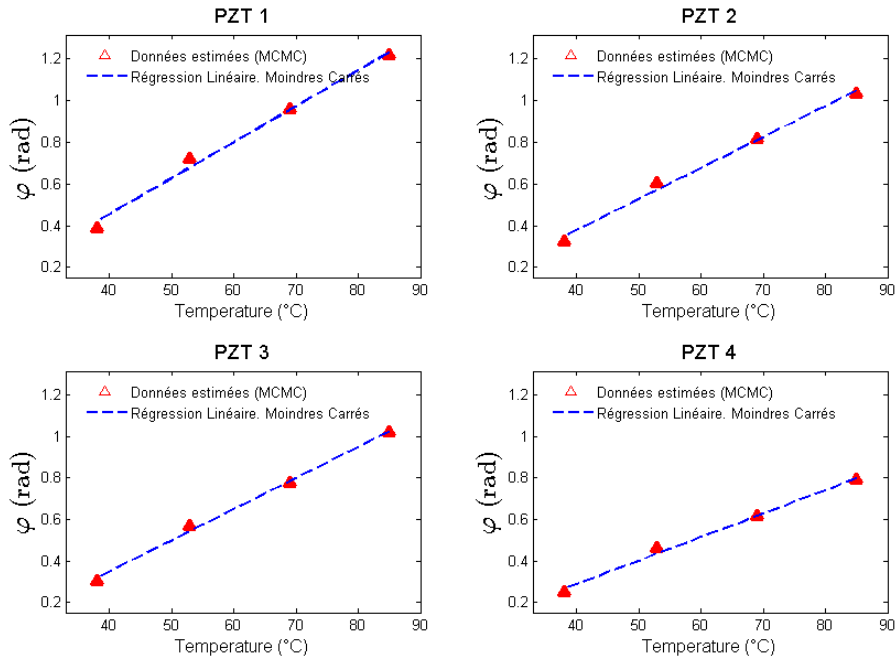 PZT 1
Données estimées (MCMC)
Régression Linéaire. Moindres Carrés
1.2
1
0.8
0.6
0.4
0.2
φ (rad)
40
50
60
70
80
90
Temperature (°C)
PZT 2
Données estimées (MCMC)
Régression Linéaire. Moindres Carrés
1.2
1
0.8
0.6
0.4
0.2
φ (rad)
40
50
60
70
80
90
Temperature (°C)
PZT 3
Données estimées (MCMC)
Régression Linéaire. Moindres Carrés
1.2
1
0.8
0.6
0.4
0.2
φ (rad)
40
50
60
70
80
90
Temperature (°C)
PZT 4
Données estimées (MCMC)
Régression Linéaire. Moindres Carrés
1.2
1
0.8
0.6
0.4
0.2
φ (rad)
40
50
60
70
80
90
Temperature (°C)